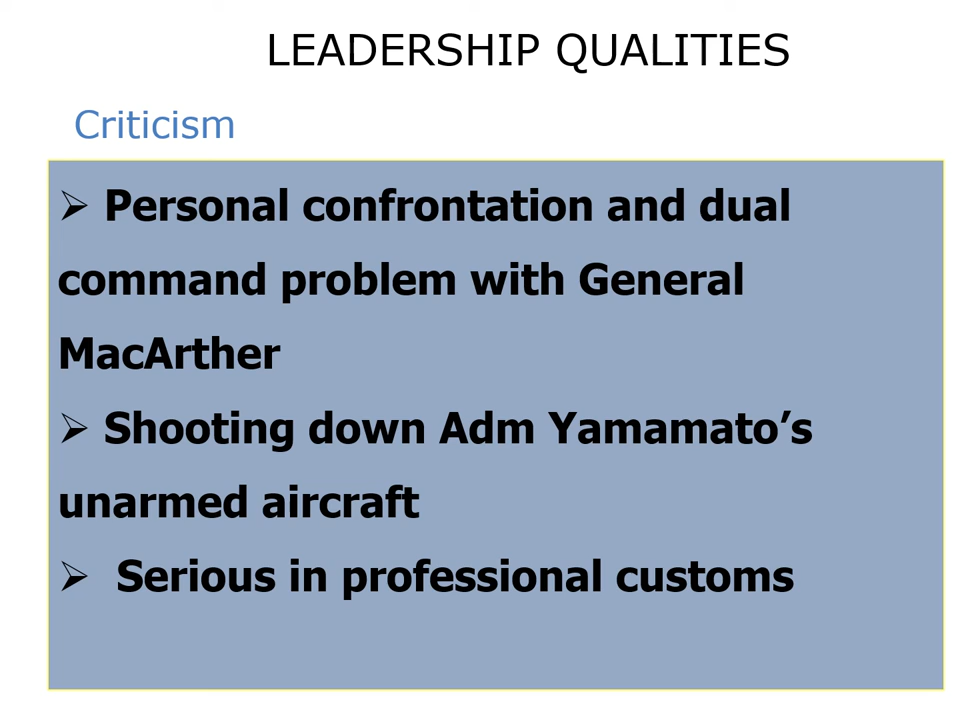 LEADERSHIP QUALITIES
Criticism
➢ Personal confrontation and dual
command problem with General
MacArther
➢ Shooting down Adm Yamamato’s
unarmed aircraft
➢ Serious in professional customs